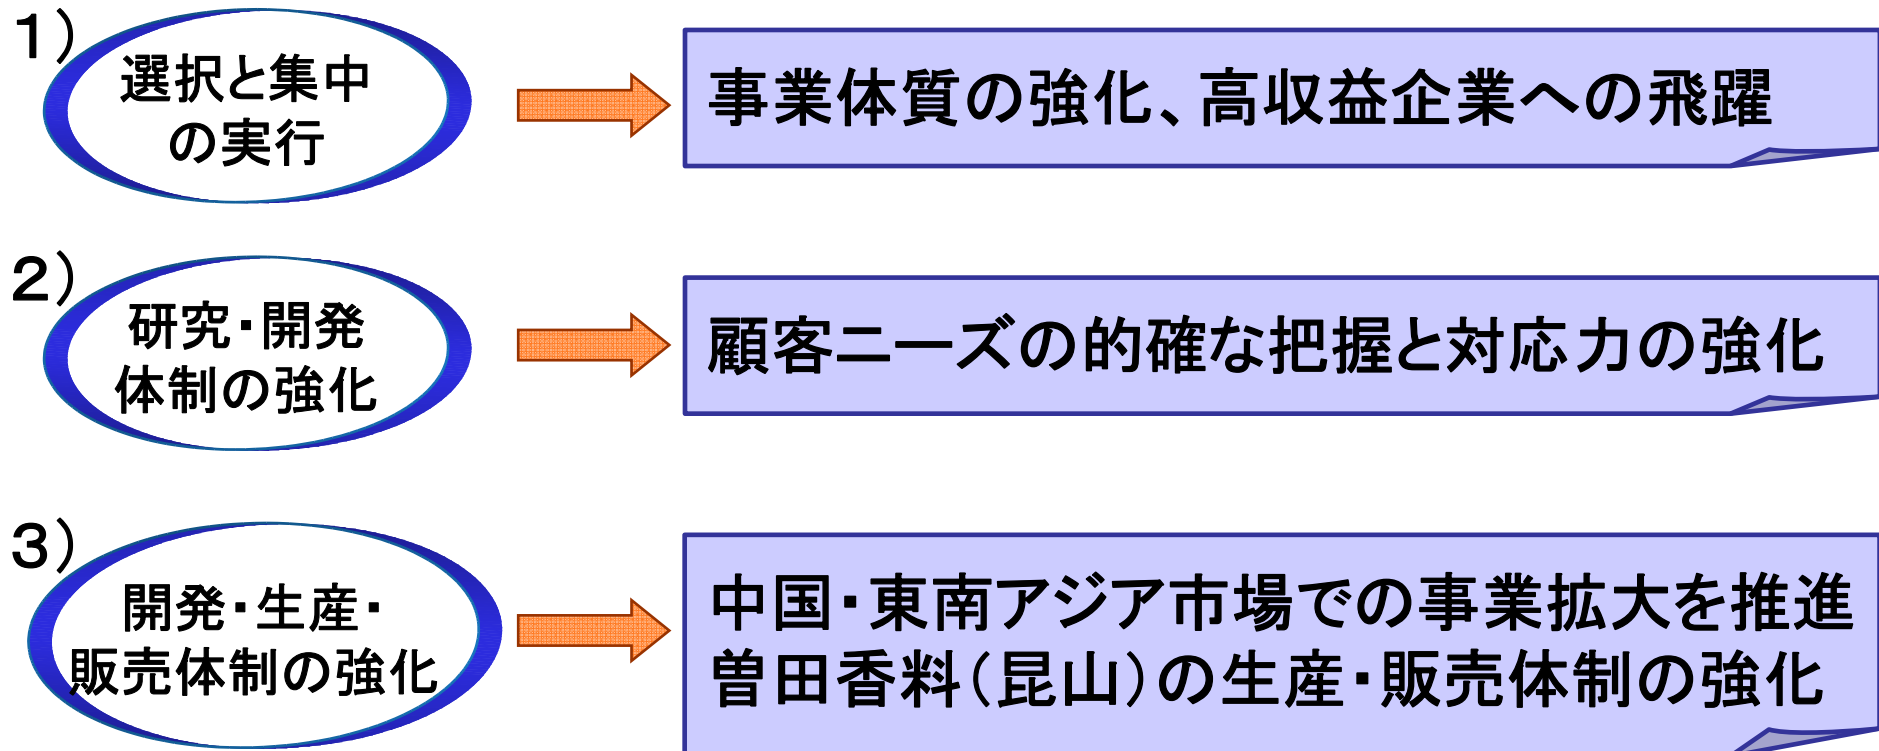 1)
選択と集中
の実行
事業体質の強化、高収益企業への飛躍
2)
研究・開発
体制の強化
顧客ニーズの的確な把握と対応力の強化
3)
開発・生産・
販売体制の強化
中国・東南アジア市場での事業拡大を推進
曽田香料(昆山)の生産・販売体制の強化